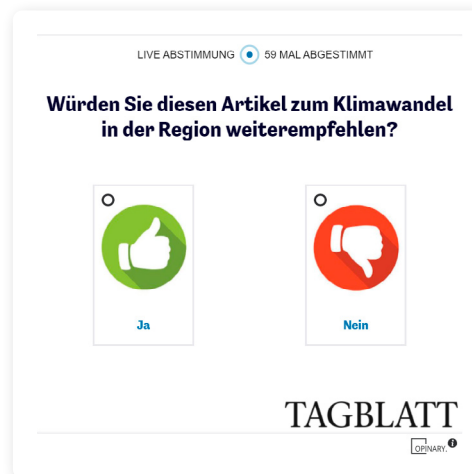 LIVE ABSTIMMUNG 59 MAL ABGESTIMMT
Würden Sie diesen Artikel zum Klimawandel
in der Region weiterempfehlen?
Ja Nein
TAGBLATT
OPINARY.